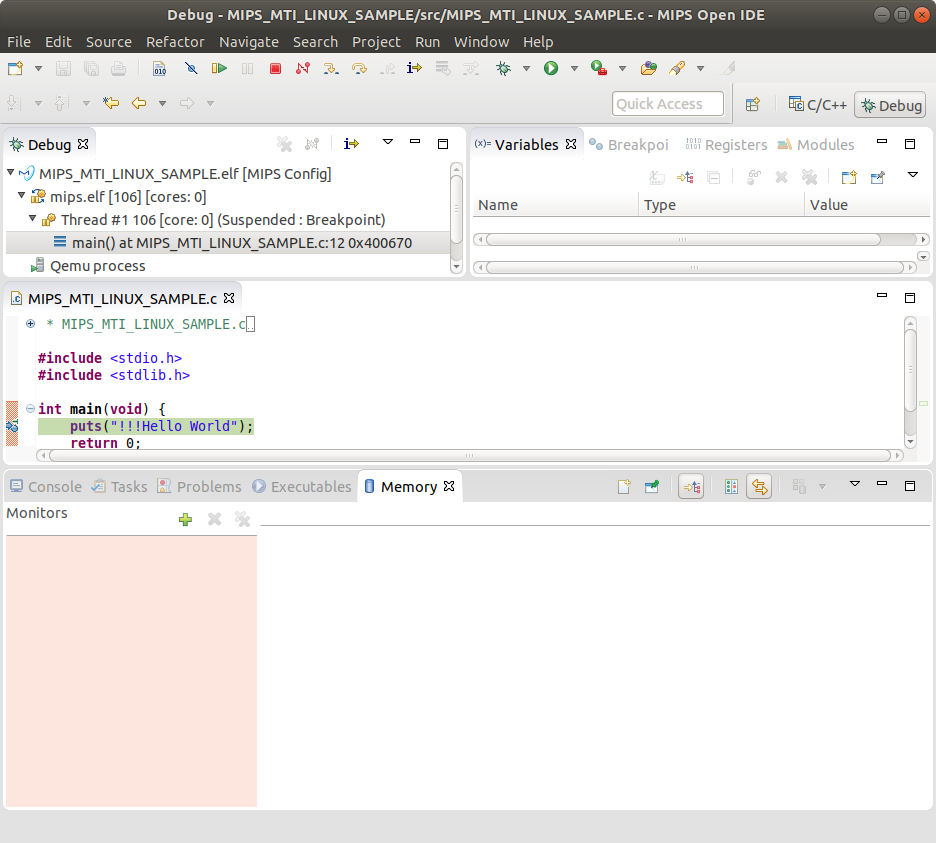 Debug - MIPS_MTI_LINUX_SAMPLE/src/MIPS_MTI_LINUX_SAMPLE.c - MIPS Open IDE
File Edit Source Refactor Navigate Search Project Run Window Help
010
Quick Access C/C++ Debug
Debug
MIPS_MTI_LINUX_SAMPLE.elf [MIPS Config]
mips.elf [106] [cores: 0]
Thread #1 106 [core: 0] (Suspended : Breakpoint)
main() at MIPS_MTI_LINUX_SAMPLE.c:12 0x400670
Qemu process
(x)= Variables Breakpoi Registers Modules
Name Type Value
MIPS_MTI_LINUX_SAMPLE.c
* MIPS_MTI_LINUX_SAMPLE.c
#include <stdio.h>
#include <stdlib.h>
int main(void) {
puts("!!!Hello World");
return 0;
Console Tasks Problems Executables Memory
Monitors